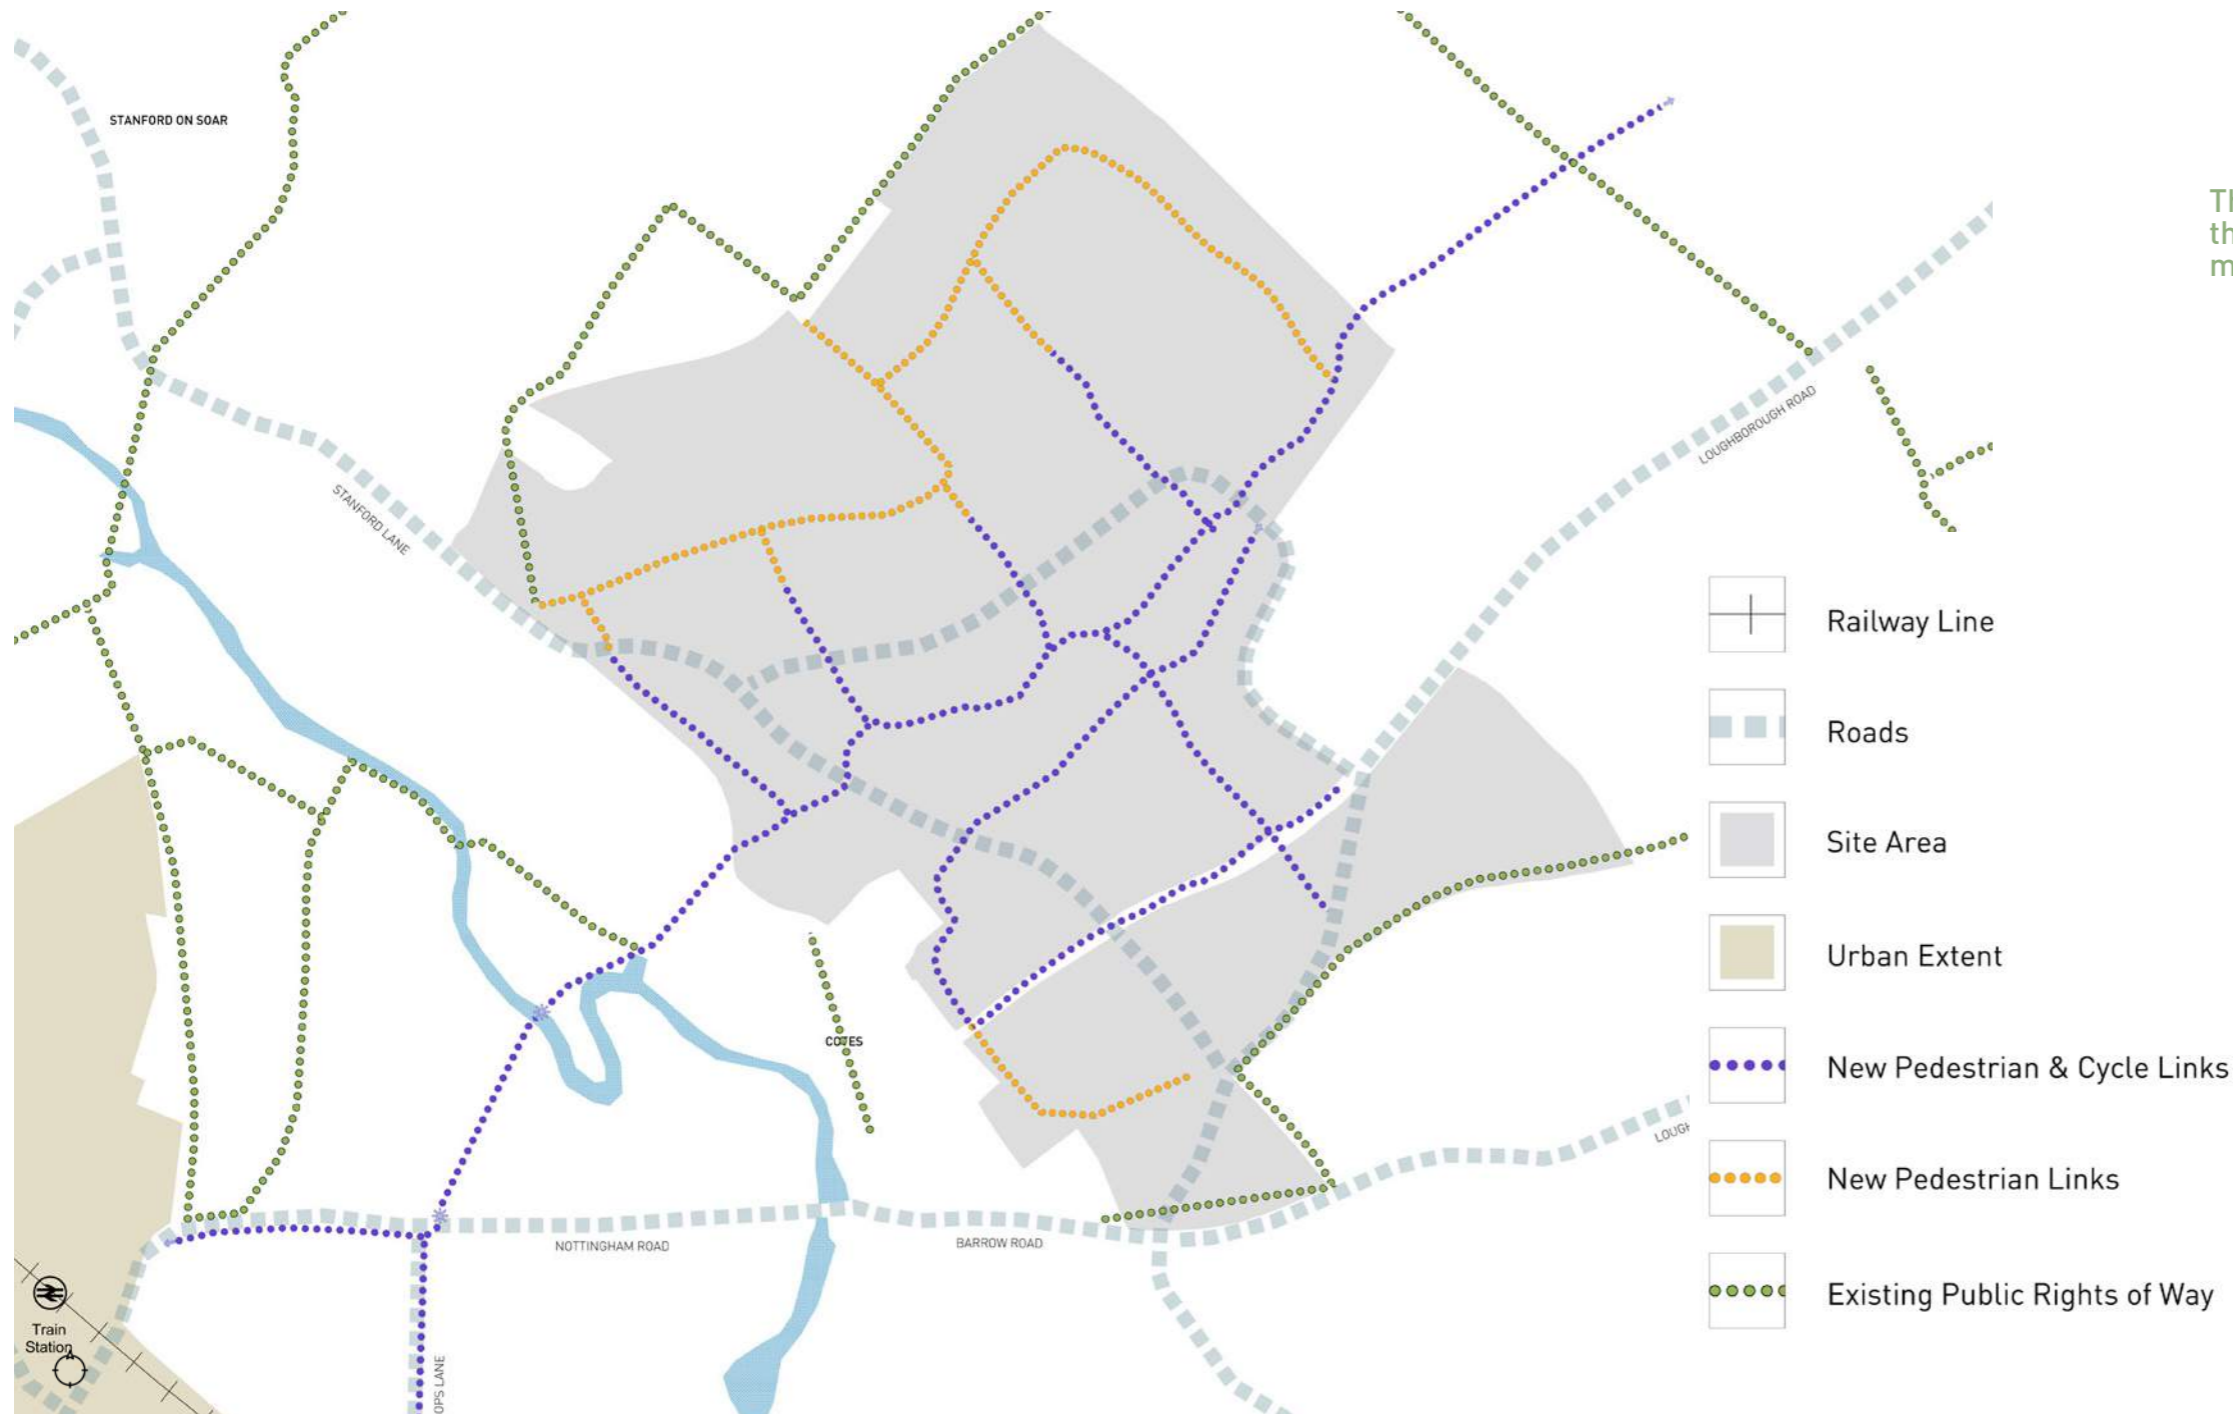 STANFORD ON SOAR
STANFORD LANE
LOUGHBOROUGH ROAD
COTES
NOTTINGHAM ROAD
BARROW ROAD
Train
Station
Railway Line
Roads
Site Area
Urban Extent
New Pedestrian & Cycle Links
New Pedestrian Links
Existing Public Rights of Way
LANE